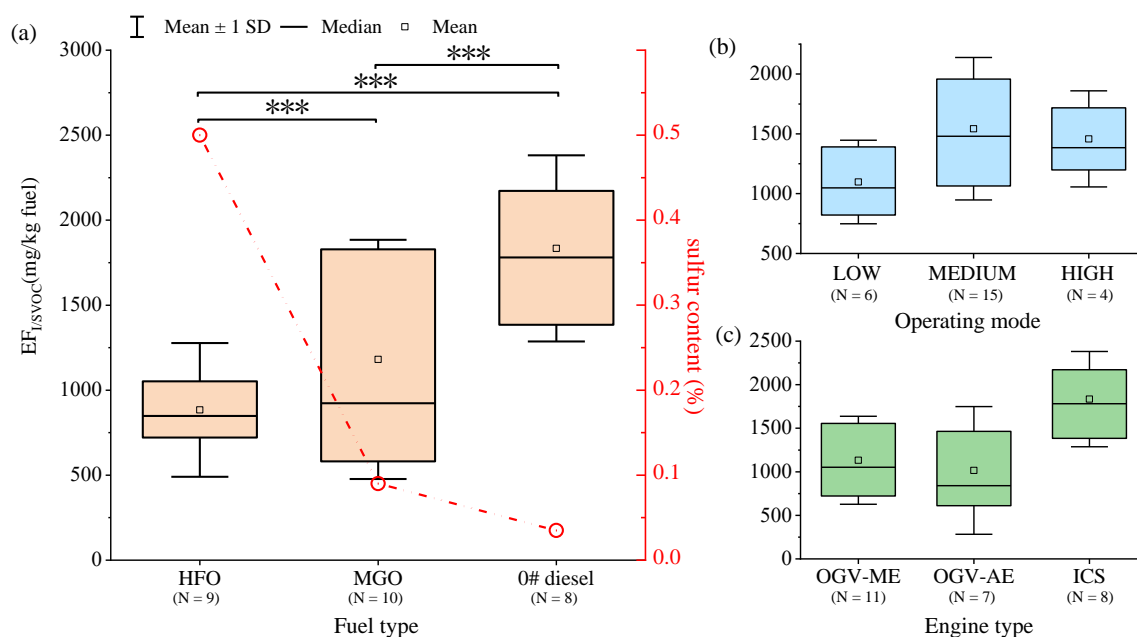 (a)
Mean ± 1 SD
Median
Mean
3000
2500
2000
1500
1000
500
0
EF_I/SVOC(mg/kg fuel)
***
***
***
0.5
0.4
0.3
0.2
0.1
0.0
sulfur content (%)
HFO
MGO
0# diesel
(N = 9)
(N = 10)
(N = 8)
Fuel type
(b)
2000
1500
1000
500
LOW
MEDIUM
HIGH
(N = 6)
(N = 15)
(N = 4)
Operating mode
(c)
2500
2000
1500
1000
500
0
OGV-ME
OGV-AE
ICS
(N = 11)
(N = 7)
(N = 8)
Engine type